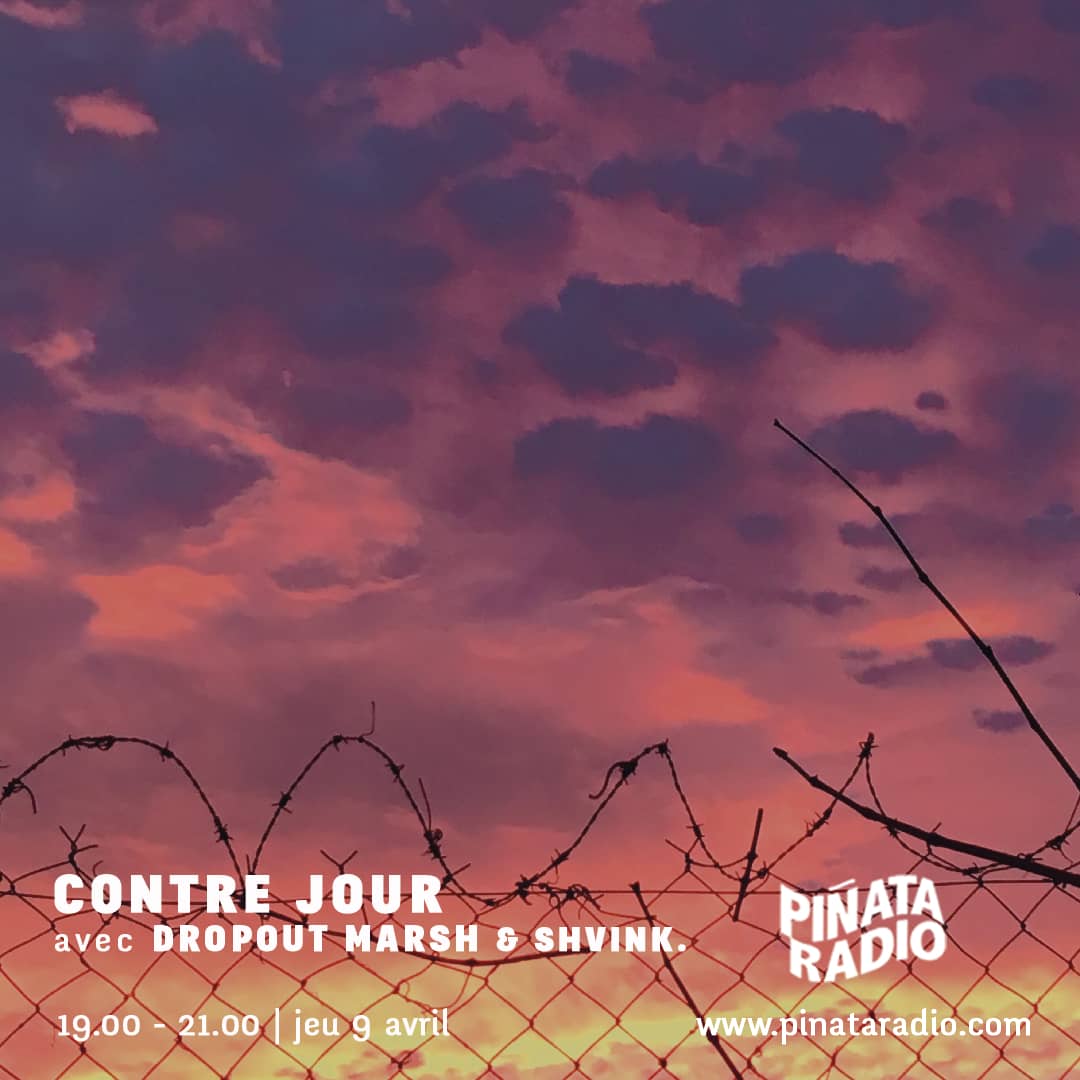 CONTRE JOUR
avec DROPOUT MARSH & SHVINK.
PIÑATA
RADIO
19.00 - 21.00 | jeu 9 avril
www.pinataradio.com